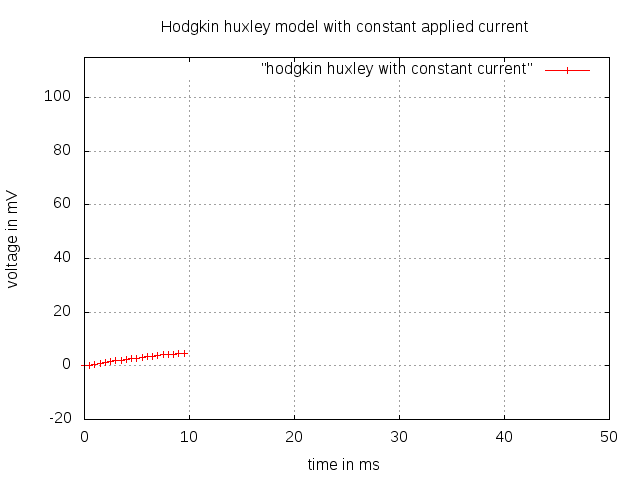 Hodgkin huxley model with constant applied current
"hodgkin huxley with constant current"
100
80
60
40
20
0
-20
voltage in mV
0 10 20 30 40 50
time in ms